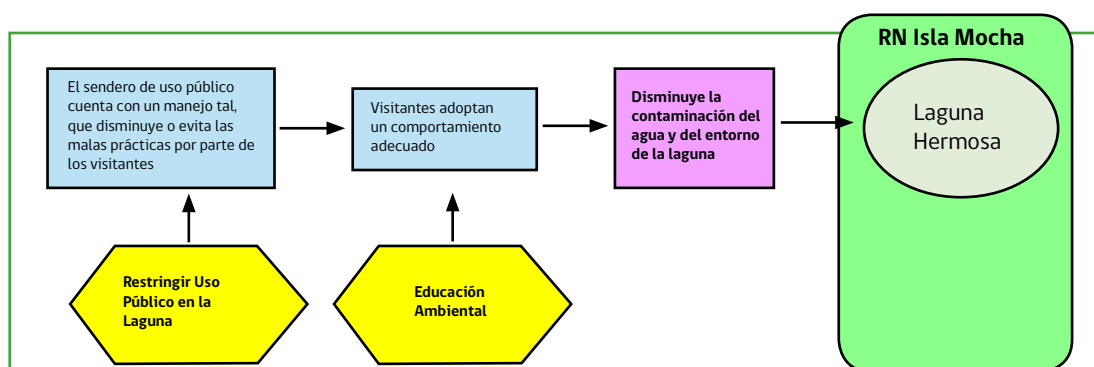 RN Isla Mocha
El sendero de uso público
cuenta con un manejo tal,
que disminuye o evita las
malas prácticas por parte de
los visitantes
Visitantes adoptan
un comportamiento
adecuado
Disminuye la
contaminación del
agua y del entorno
de la laguna
Laguna
Hermosa
Restringir Uso
Público en la
Laguna
Educación
Ambiental